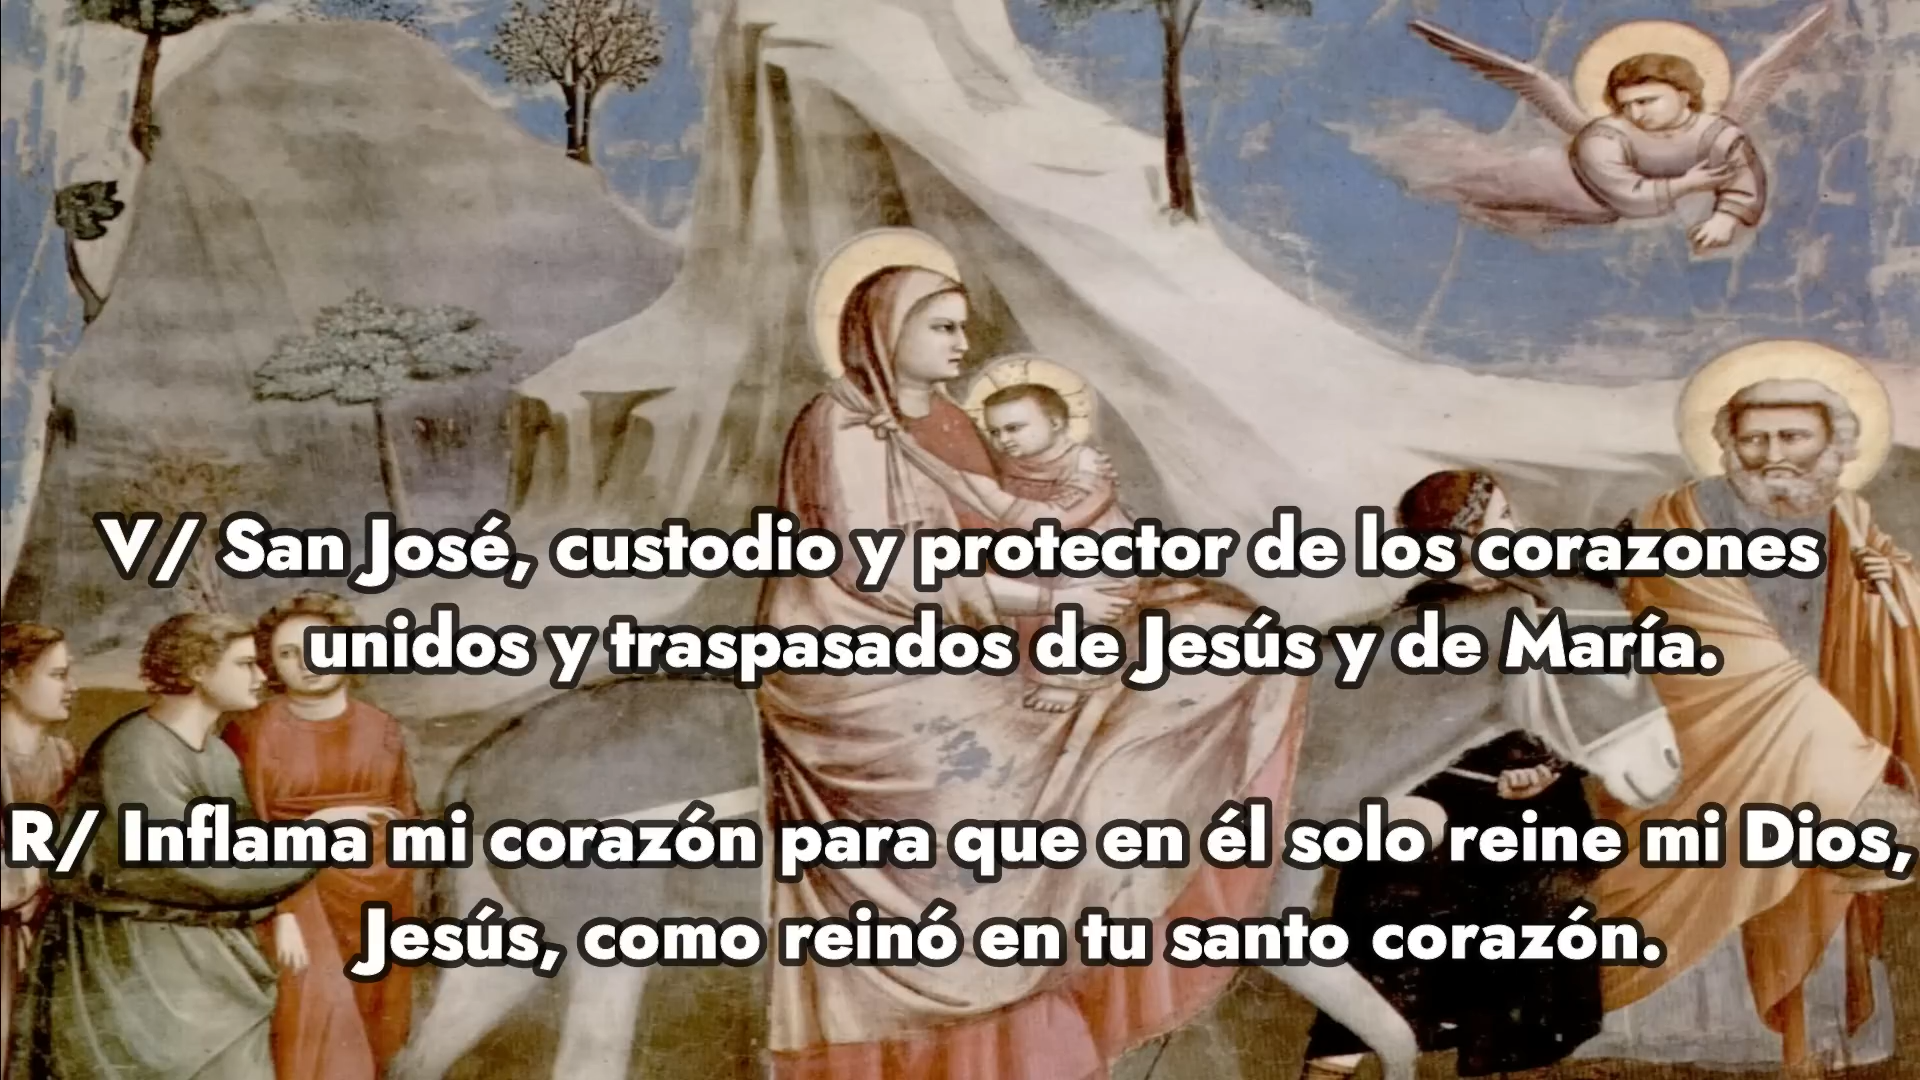 V/ San José, custodio y protector de los corazones
unidos y traspasados de Jesús y de María.
R/ Inflama mi corazón para que en él solo reine mi Dios,
Jesús, como reinó en tu santo corazón.